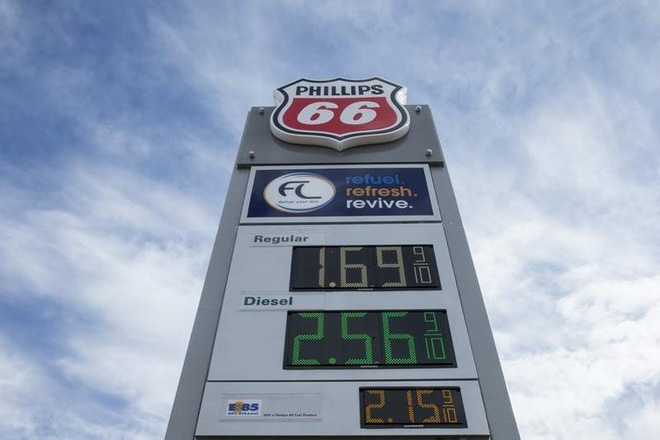 PHILLIPS
66
FC
refuel.
refresh.
revive.
Regular
1.69 9/10
Diesel
2.56 9/10
E-85
2.15 9/10